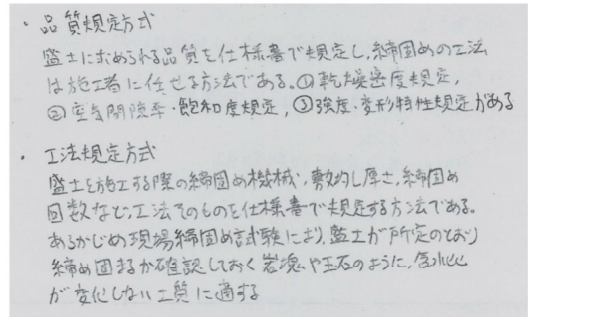 ・品質規定方式
盛土に求められる品質を仕様書で規定し、締固めの工法
は施工者に任せる方法である。①乾燥密度規定,
②空気間隙率・飽和度規定, ③強度・変形特性規定がある
・工法規定方式
盛土を施工する際の締固め機械, 敷均し厚さ, 締固め
回数など, 工法そのものを仕様書で規定する方法である。
あらかじめ現場締固め試験により, 盛土が所定のとおり
締め固まるか確認しておく 岩塊や玉石のように, 含水比
が変化しない土質に適する